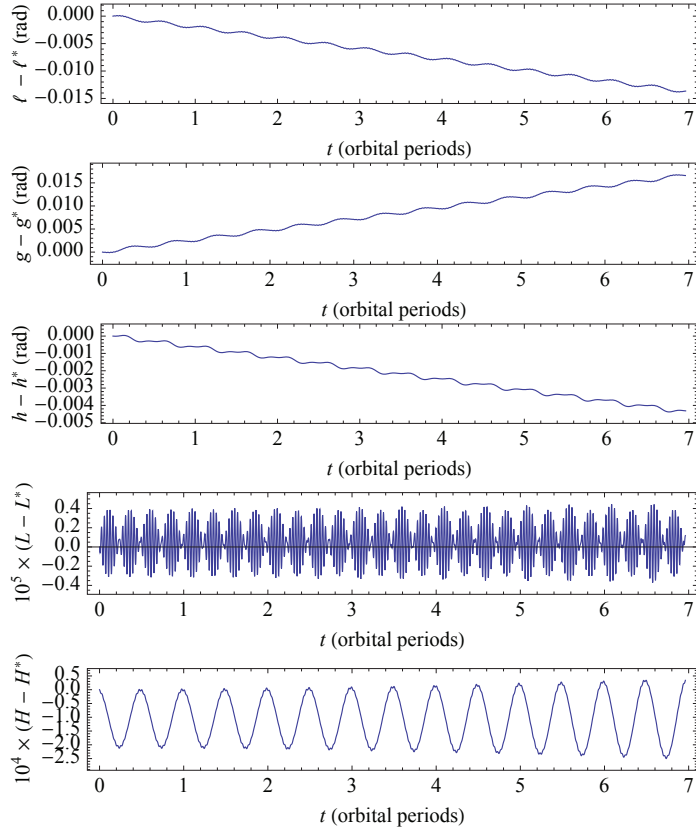 ℓ − ℓ* (rad)
0.000
−0.005
−0.010
−0.015
0 1 2 3 4 5 6 7
t (orbital periods)
g − g* (rad)
0.015
0.010
0.005
0.000
0 1 2 3 4 5 6 7
t (orbital periods)
h − h* (rad)
0.000
−0.001
−0.002
−0.003
−0.004
−0.005
0 1 2 3 4 5 6 7
t (orbital periods)
10⁵ × (L − L*)
0.4
0.2
0.0
−0.2
−0.4
0 1 2 3 4 5 6 7
t (orbital periods)
10⁴ × (H − H*)
0.5
0.0
−0.5
−1.0
−1.5
−2.0
−2.5
0 1 2 3 4 5 6 7
t (orbital periods)